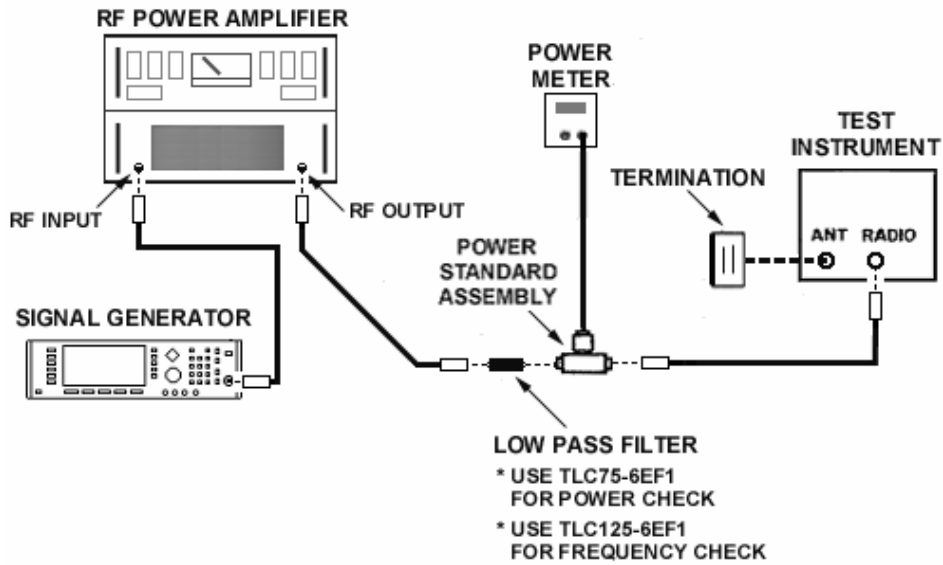 RF POWER AMPLIFIER
POWER
METER
TEST
INSTRUMENT
TERMINATION
RF INPUT
RF OUTPUT
ANT RADIO
POWER
STANDARD
ASSEMBLY
SIGNAL GENERATOR
LOW PASS FILTER
* USE TLC75-6EF1
FOR POWER CHECK
* USE TLC125-6EF1
FOR FREQUENCY CHECK